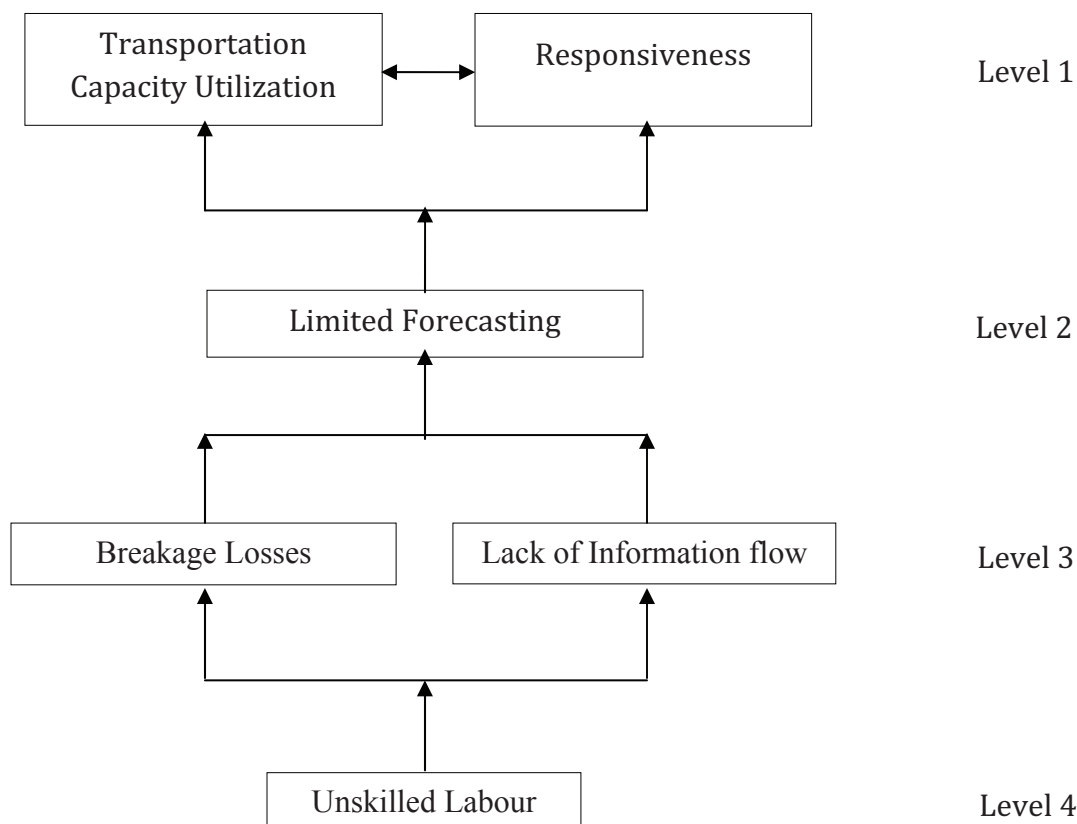 Transportation
Capacity Utilization
Responsiveness
Level 1
Limited Forecasting
Level 2
Breakage Losses
Lack of Information flow
Level 3
Unskilled Labour
Level 4